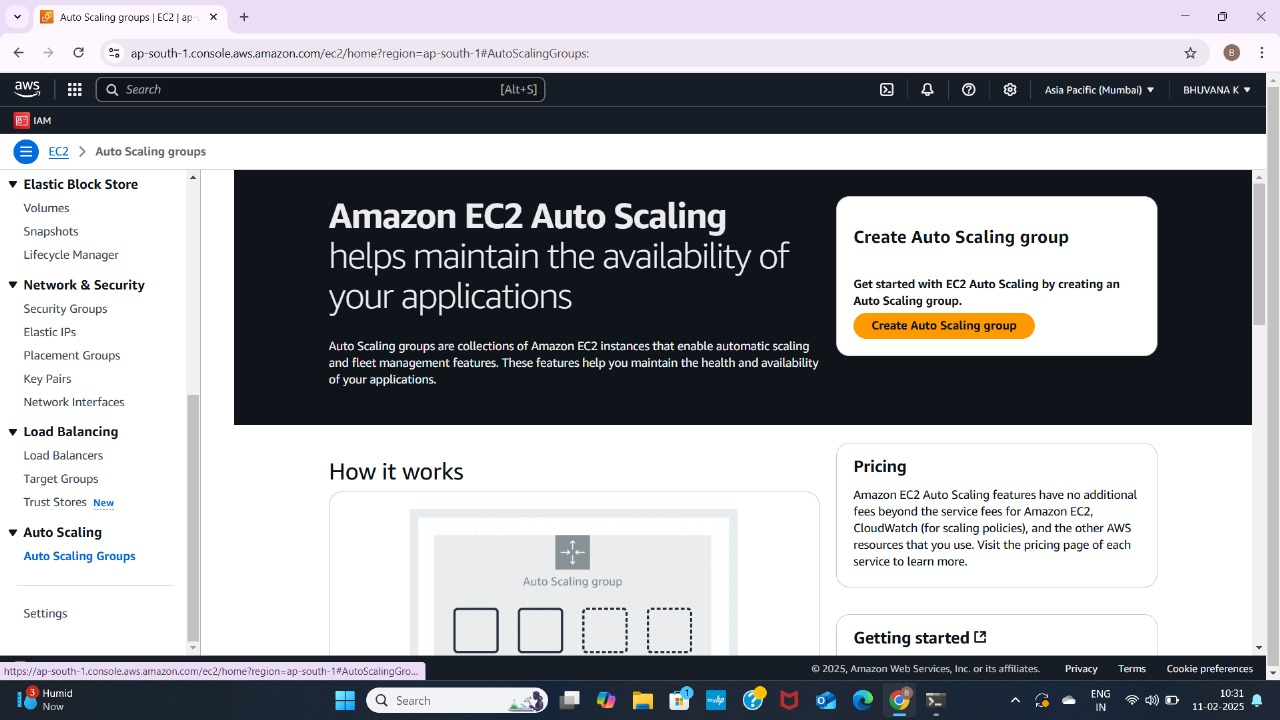 Auto Scaling groups | EC2 | ap-s
ap-south-1.console.aws.amazon.com/ec2/home?region=ap-south-1#AutoScalingGroups:
B
aws
Search
[Alt+S]
Asia Pacific (Mumbai)
BHUVANA K
IAM
EC2
Auto Scaling groups
Elastic Block Store
Volumes
Snapshots
Lifecycle Manager
Network & Security
Security Groups
Elastic IPs
Placement Groups
Key Pairs
Network Interfaces
Load Balancing
Load Balancers
Target Groups
Trust Stores New
Auto Scaling
Auto Scaling Groups
Settings
Amazon EC2 Auto Scaling
helps maintain the availability of
your applications
Auto Scaling groups are collections of Amazon EC2 instances that enable automatic scaling
and fleet management features. These features help you maintain the health and availability
of your applications.
Create Auto Scaling group
Get started with EC2 Auto Scaling by creating an
Auto Scaling group.
Create Auto Scaling group
How it works
Auto Scaling group
Pricing
Amazon EC2 Auto Scaling features have no additional
fees beyond the service fees for Amazon EC2,
CloudWatch (for scaling policies), and the other AWS
resources that you use. Visit the pricing page of each
service to learn more.
Getting started
https://ap-south-1.console.aws.amazon.com/ec2/home?region=ap-south-1#AutoScalingGro...
© 2025, Amazon Web Services, Inc. or its affiliates.
Privacy
Terms
Cookie preferences
3
Humid
Now
Search
1
myhp
B
ENG
IN
10:31
11-02-2025